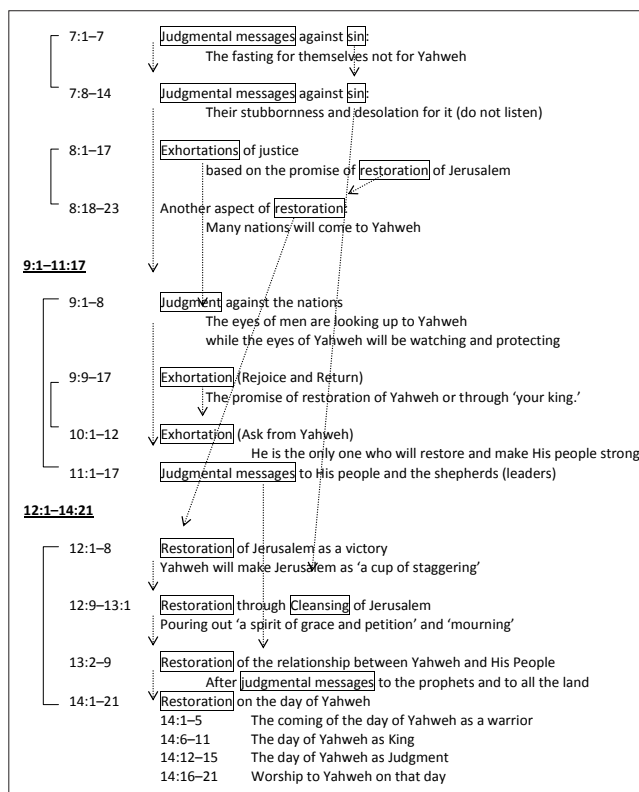 7:1–7 Judgmental messages against sin:
The fasting for themselves not for Yahweh
7:8–14 Judgmental messages against sin:
Their stubbornness and desolation for it (do not listen)
8:1–17 Exhortations of justice
based on the promise of restoration of Jerusalem
8:18–23 Another aspect of restoration:
Many nations will come to Yahweh
9:1–11:17
9:1–8 Judgment against the nations
The eyes of men are looking up to Yahweh
while the eyes of Yahweh will be watching and protecting
9:9–17 Exhortation (Rejoice and Return)
The promise of restoration of Yahweh or through ‘your king.’
10:1–12 Exhortation (Ask from Yahweh)
He is the only one who will restore and make His people strong
11:1–17 Judgmental messages to His people and the shepherds (leaders)
12:1–14:21
12:1–8 Restoration of Jerusalem as a victory
Yahweh will make Jerusalem as ‘a cup of staggering’
12:9–13:1 Restoration through Cleansing of Jerusalem
Pouring out ‘a spirit of grace and petition’ and ‘mourning’
13:2–9 Restoration of the relationship between Yahweh and His People
After judgmental messages to the prophets and to all the land
14:1–21 Restoration on the day of Yahweh
14:1–5 The coming of the day of Yahweh as a warrior
14:6–11 The day of Yahweh as King
14:12–15 The day of Yahweh as Judgment
14:16–21 Worship to Yahweh on that day